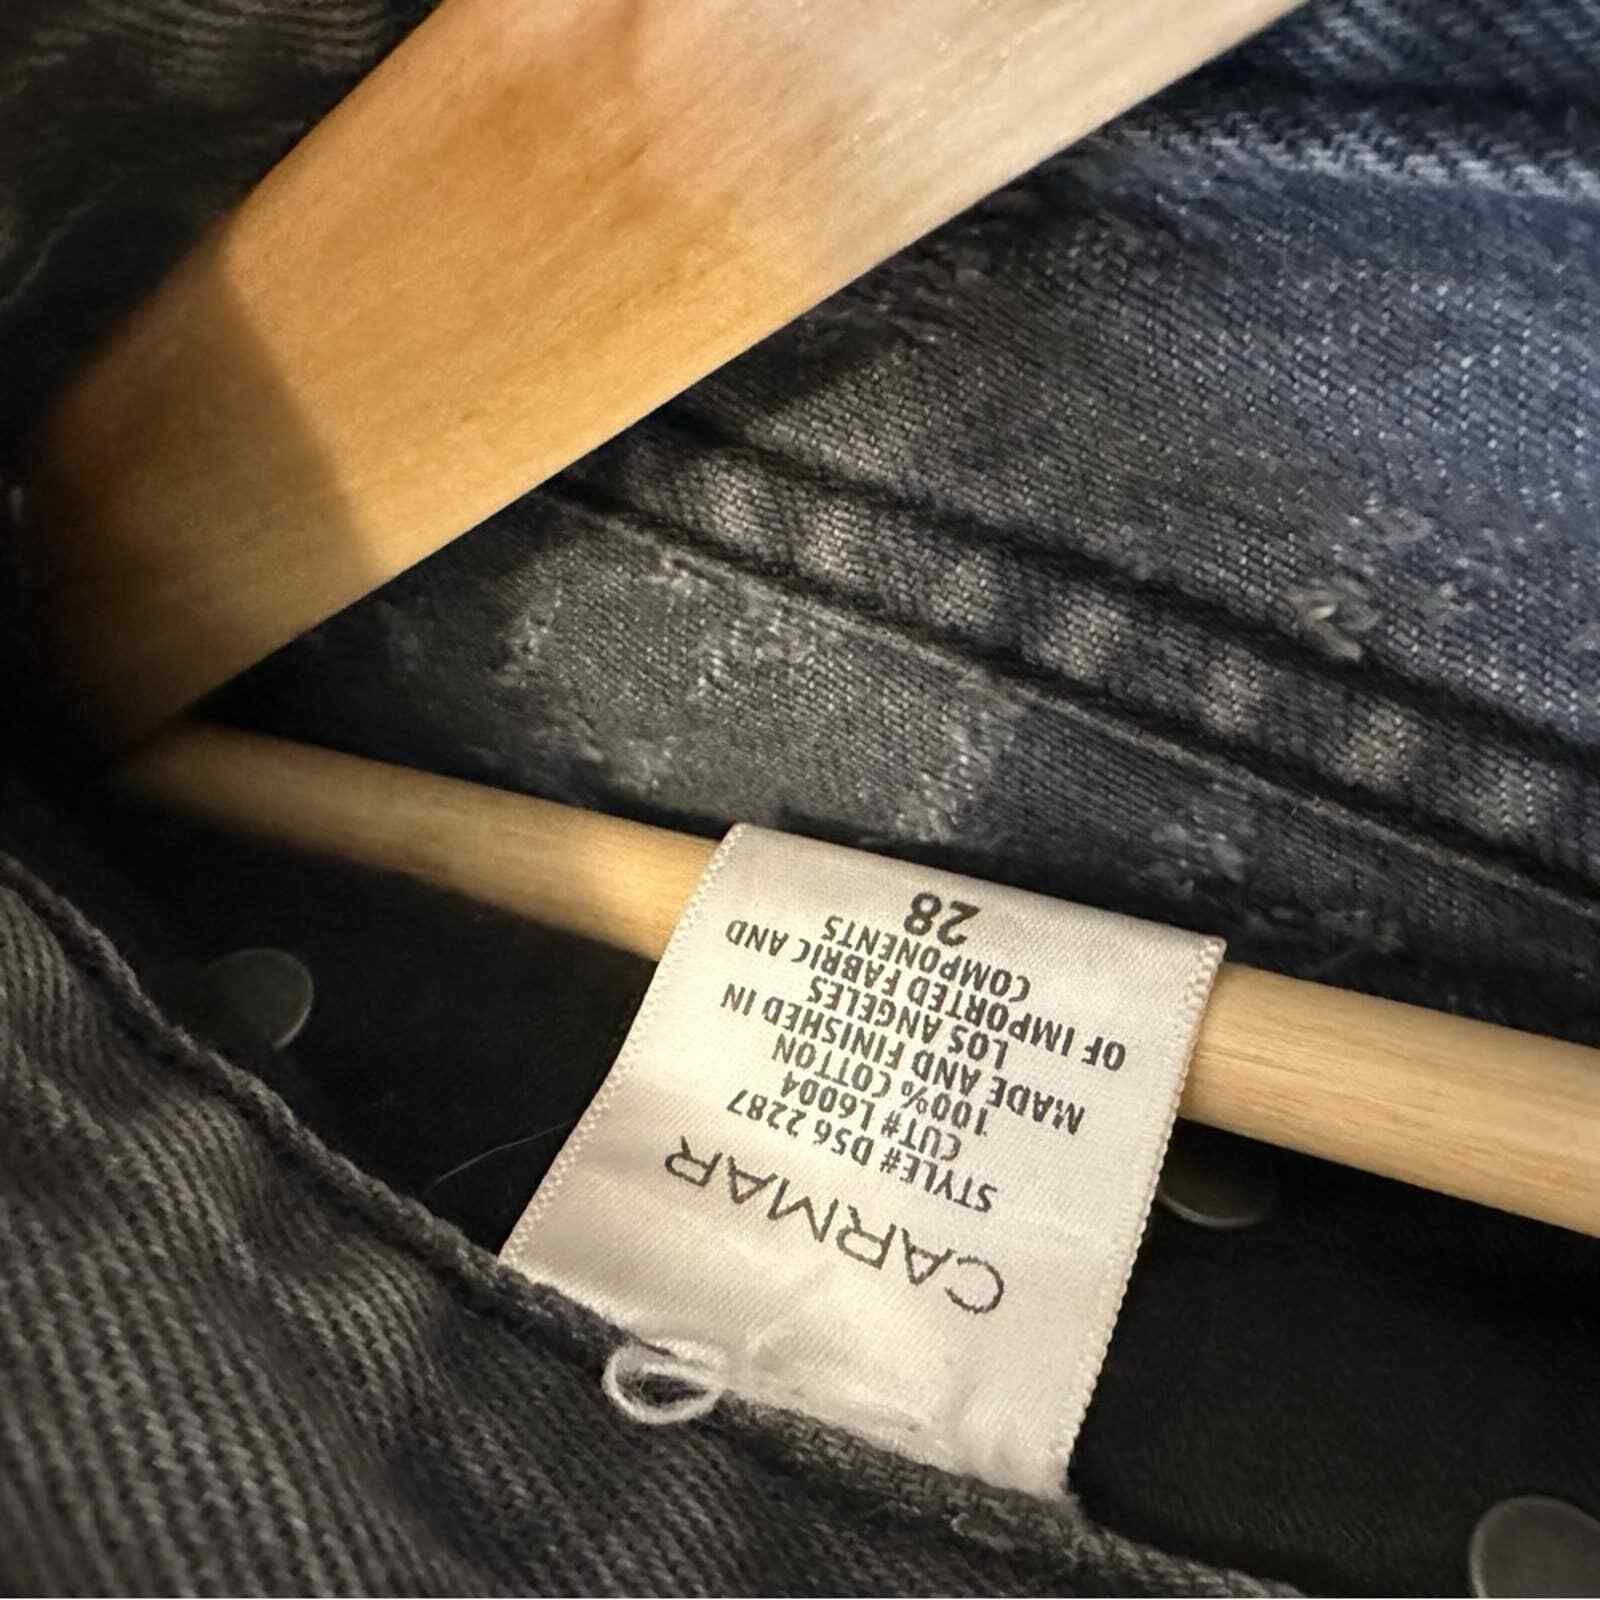 CARMAR
STYLE# DS6 2287
CUT# L6004
100% COTTON
MADE AND FINISHED IN
LOS ANGELES
OF IMPORTED FABRIC AND
COMPONENTS
28